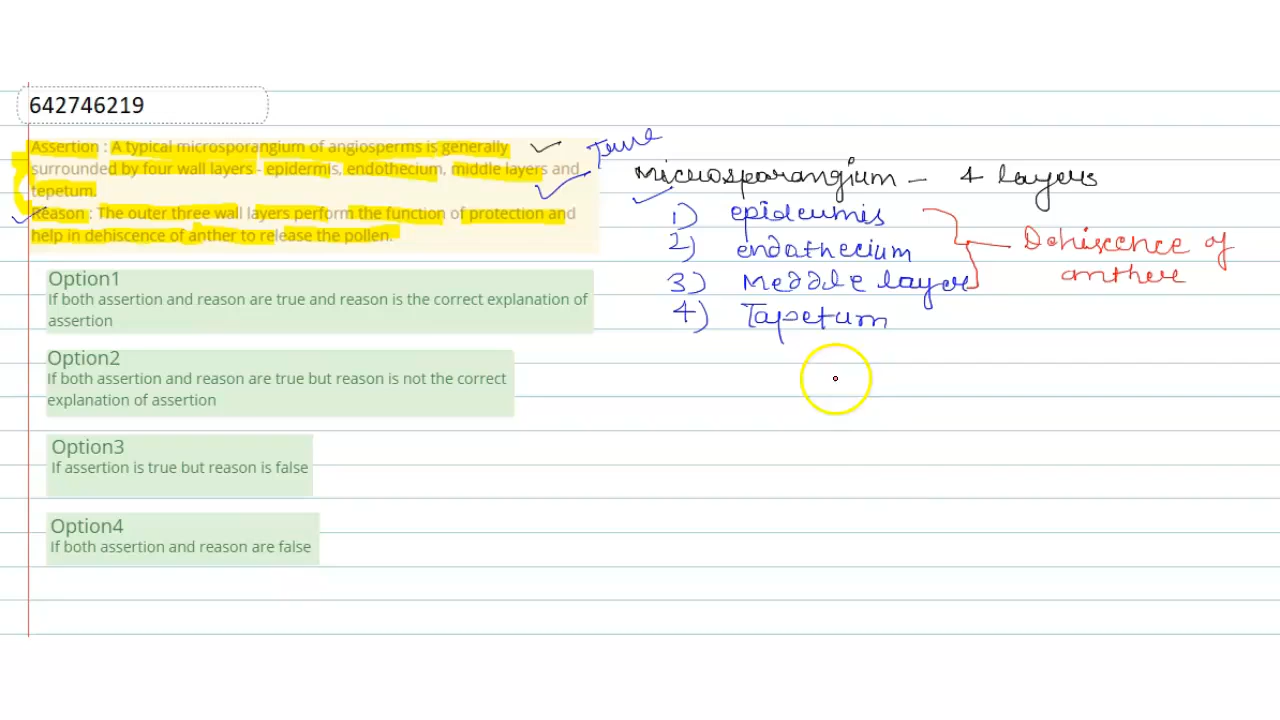 642746219
Assertion : A typical microsporangium of angiosperms is generally
surrounded by four wall layers - epidermis, endothecium, middle layers and
tepetum.
Reason : The outer three wall layers perform the function of protection and
help in dehiscence of anther to release the pollen.
Option1
If both assertion and reason are true and reason is the correct explanation of
assertion
Option2
If both assertion and reason are true but reason is not the correct
explanation of assertion
Option3
If assertion is true but reason is false
Option4
If both assertion and reason are false
True
Microsporangium - 4 layers
1) epidermis
2) endothecium
3) Meddle layer
4) Tapetum
Dehiscence of
anther